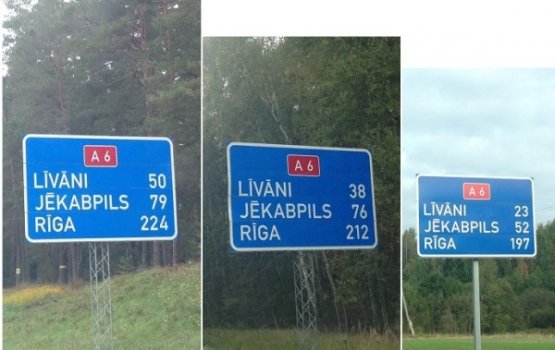 A 6
LĪVĀNI 50
JĒKABPILS 79
RĪGA 224
A 6
LĪVĀNI 38
JĒKABPILS 76
RĪGA 212
A 6
LĪVĀNI 23
JĒKABPILS 52
RĪGA 197